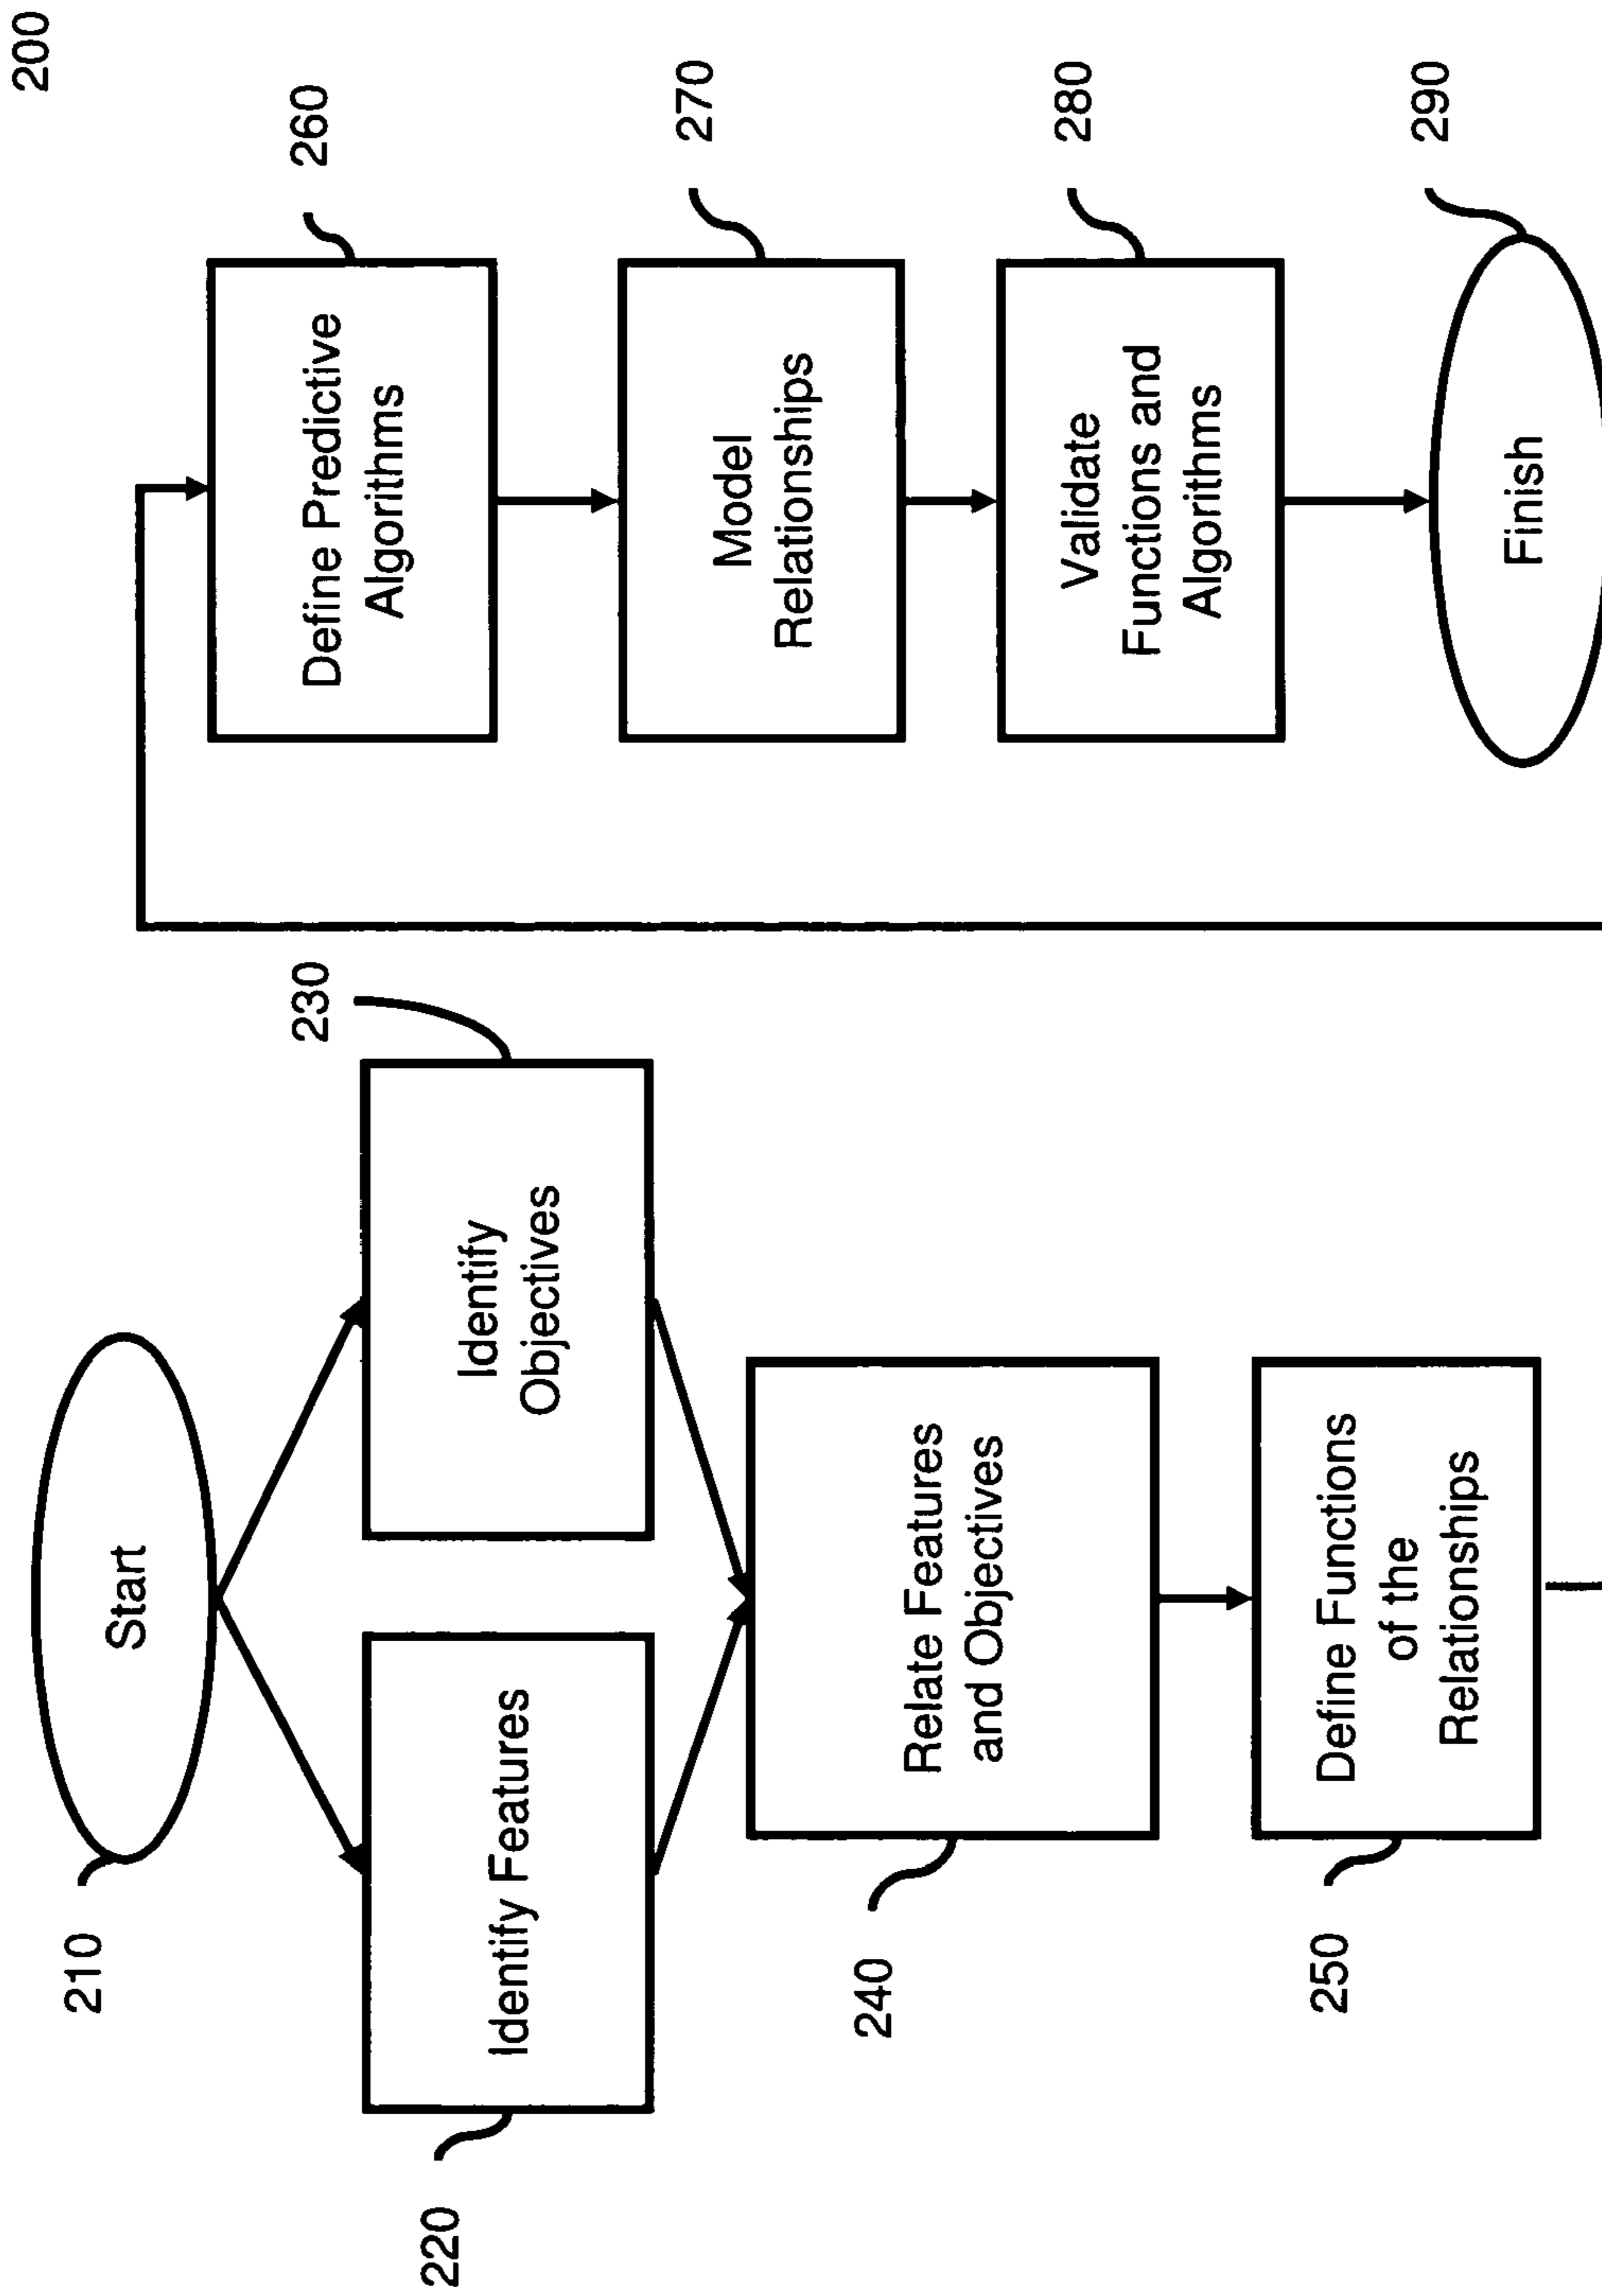 200
210
Start
220
Identify Features
230
Identify
Objectives
240
Relate Features
and Objectives
250
Define Functions
of the
Relationships
260
Define Predictive
Algorithms
270
Model
Relationships
280
Validate
Functions and
Algorithms
290
Finish